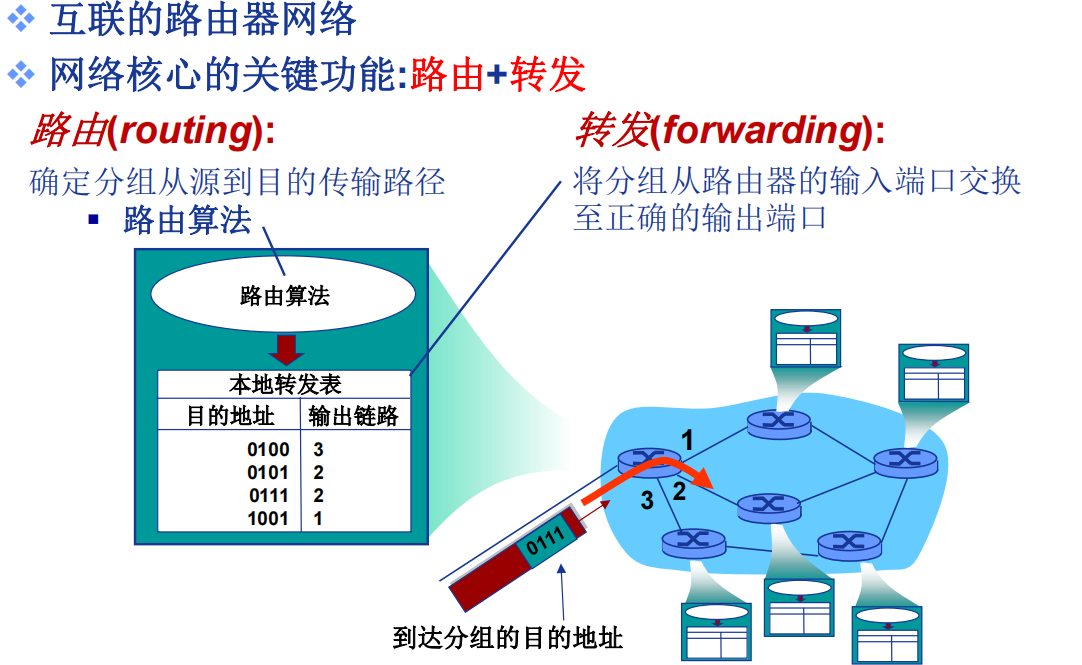 互联的路由器网络
网络核心的关键功能:路由+转发
路由(routing):
确定分组从源到目的传输路径
路由算法
转发(forwarding):
将分组从路由器的输入端口交换
至正确的输出端口
路由算法
本地转发表
目的地址 输出链路
0100 3
0101 2
0111 2
1001 1
1
2
3
0111
到达分组的目的地址